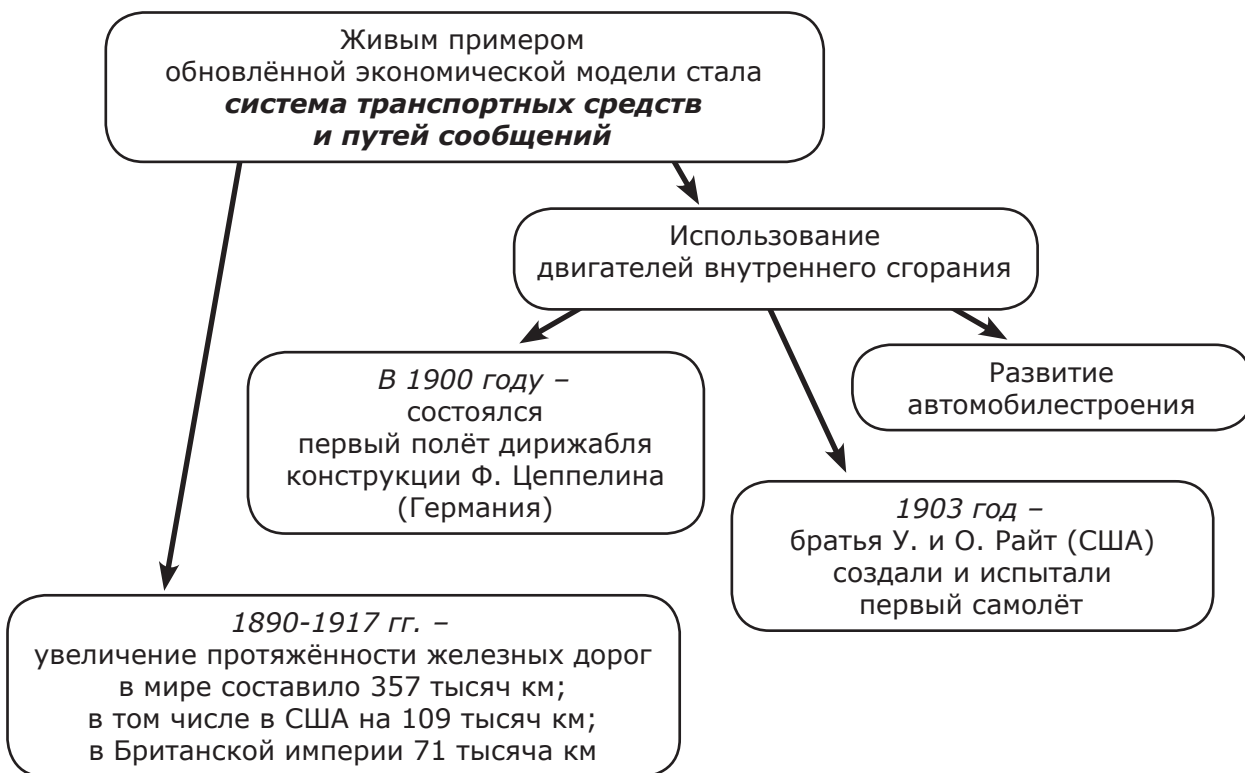 Живым примером
обновлённой экономической модели стала
система транспортных средств
и путей сообщений
Использование
двигателей внутреннего сгорания
В 1900 году –
состоялся
первый полёт дирижабля
конструкции Ф. Цеппелина
(Германия)
Развитие
автомобилестроения
1903 год –
братья У. и О. Райт (США)
создали и испытали
первый самолёт
1890-1917 гг. –
увеличение протяжённости железных дорог
в мире составило 357 тысяч км;
в том числе в США на 109 тысяч км;
в Британской империи 71 тысяча км